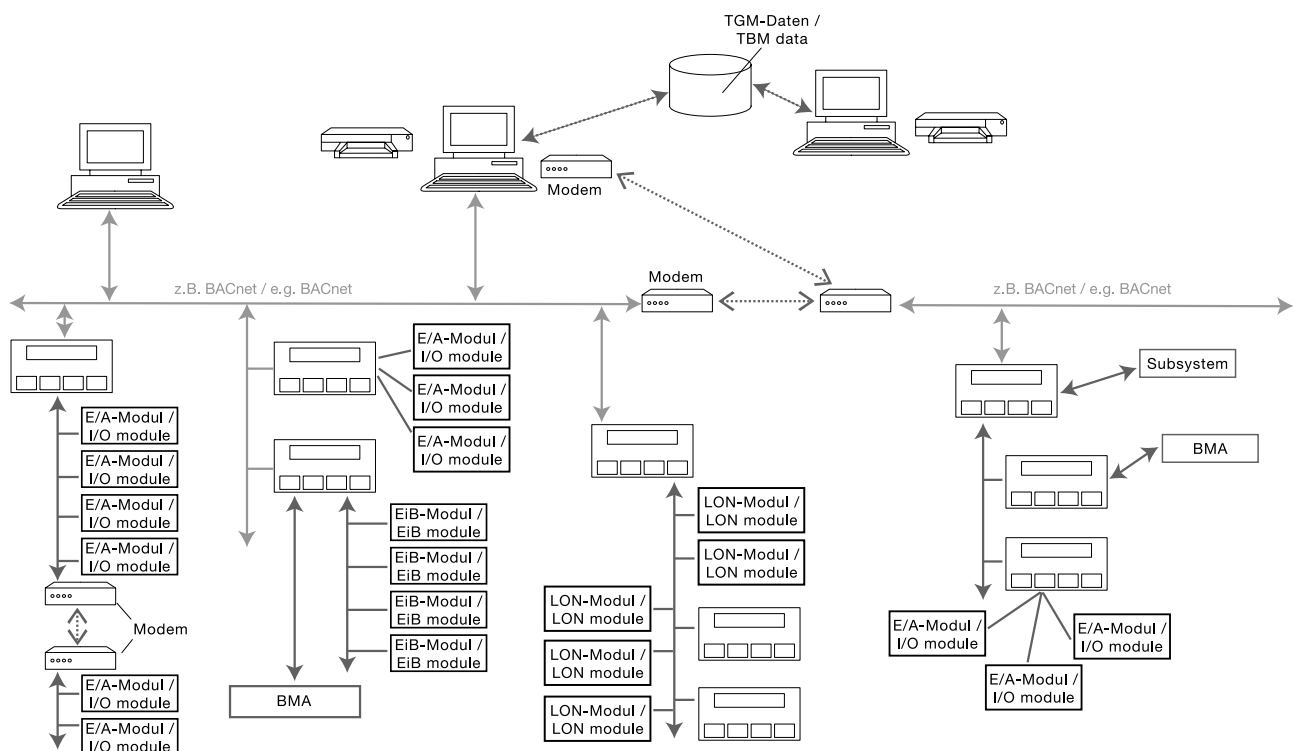 TGM-Daten /
TBM data
Modem
Modem
z.B. BACnet / e.g. BACnet
z.B. BACnet / e.g. BACnet
E/A-Modul /
I/O module
E/A-Modul /
I/O module
E/A-Modul /
I/O module
Subsystem
BMA
E/A-Modul /
I/O module
E/A-Modul /
I/O module
E/A-Modul /
I/O module
E/A-Modul /
I/O module
Modem
E/A-Modul /
I/O module
E/A-Modul /
I/O module
EiB-Modul /
EiB module
EiB-Modul /
EiB module
EiB-Modul /
EiB module
EiB-Modul /
EiB module
BMA
LON-Modul /
LON module
LON-Modul /
LON module
LON-Modul /
LON module
LON-Modul /
LON module
LON-Modul /
LON module
E/A-Modul /
I/O module
E/A-Modul /
I/O module
E/A-Modul /
I/O module